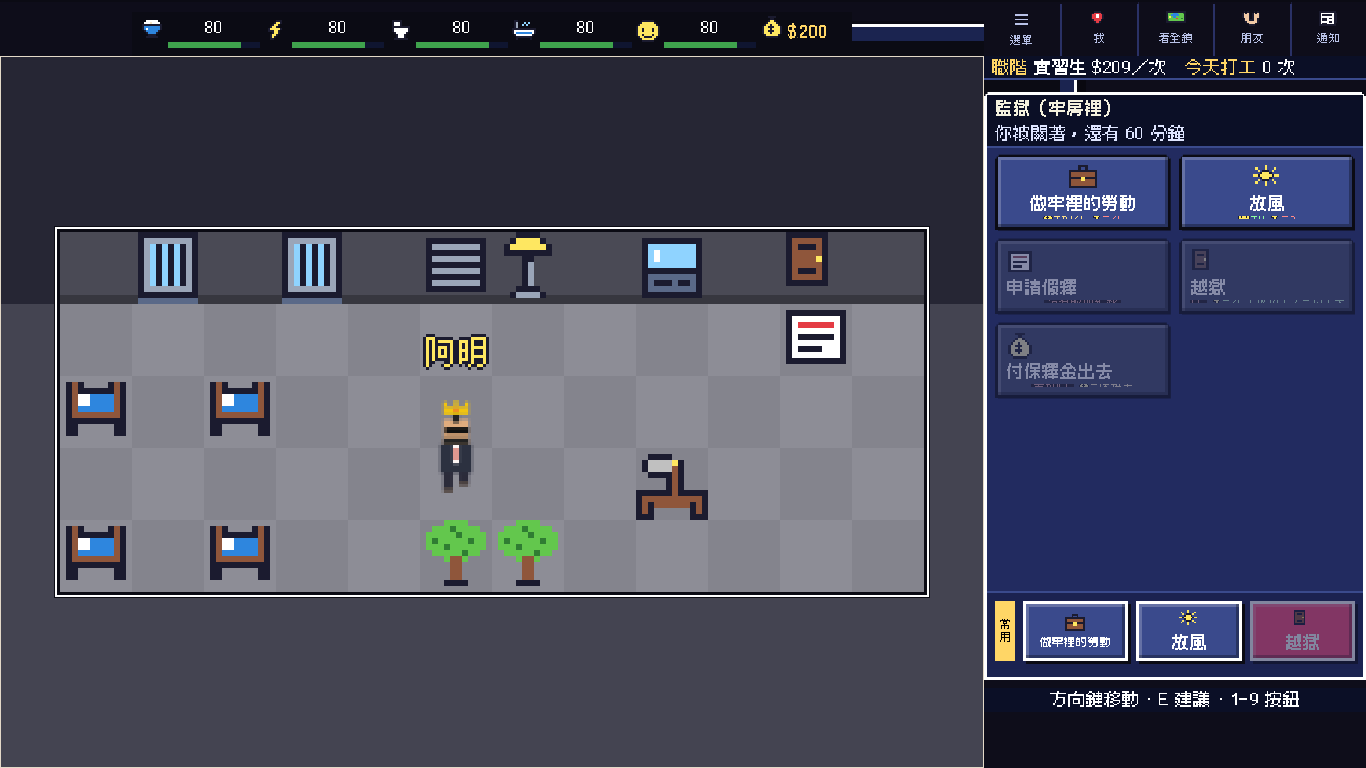 80
80
80
80
80
$200
選單
我
看全鎮
朋友
通知
職階 實習生 $209／次 今天打工 0 次
監獄（牢房裡）
你被關著，還有 60 分鐘
做牢裡的勞動
放風
申請假釋
越獄
付保釋金出去
阿明
常用
做牢裡的勞動
放風
越獄
方向鍵移動 · E 建議 · 1-9 按鈕